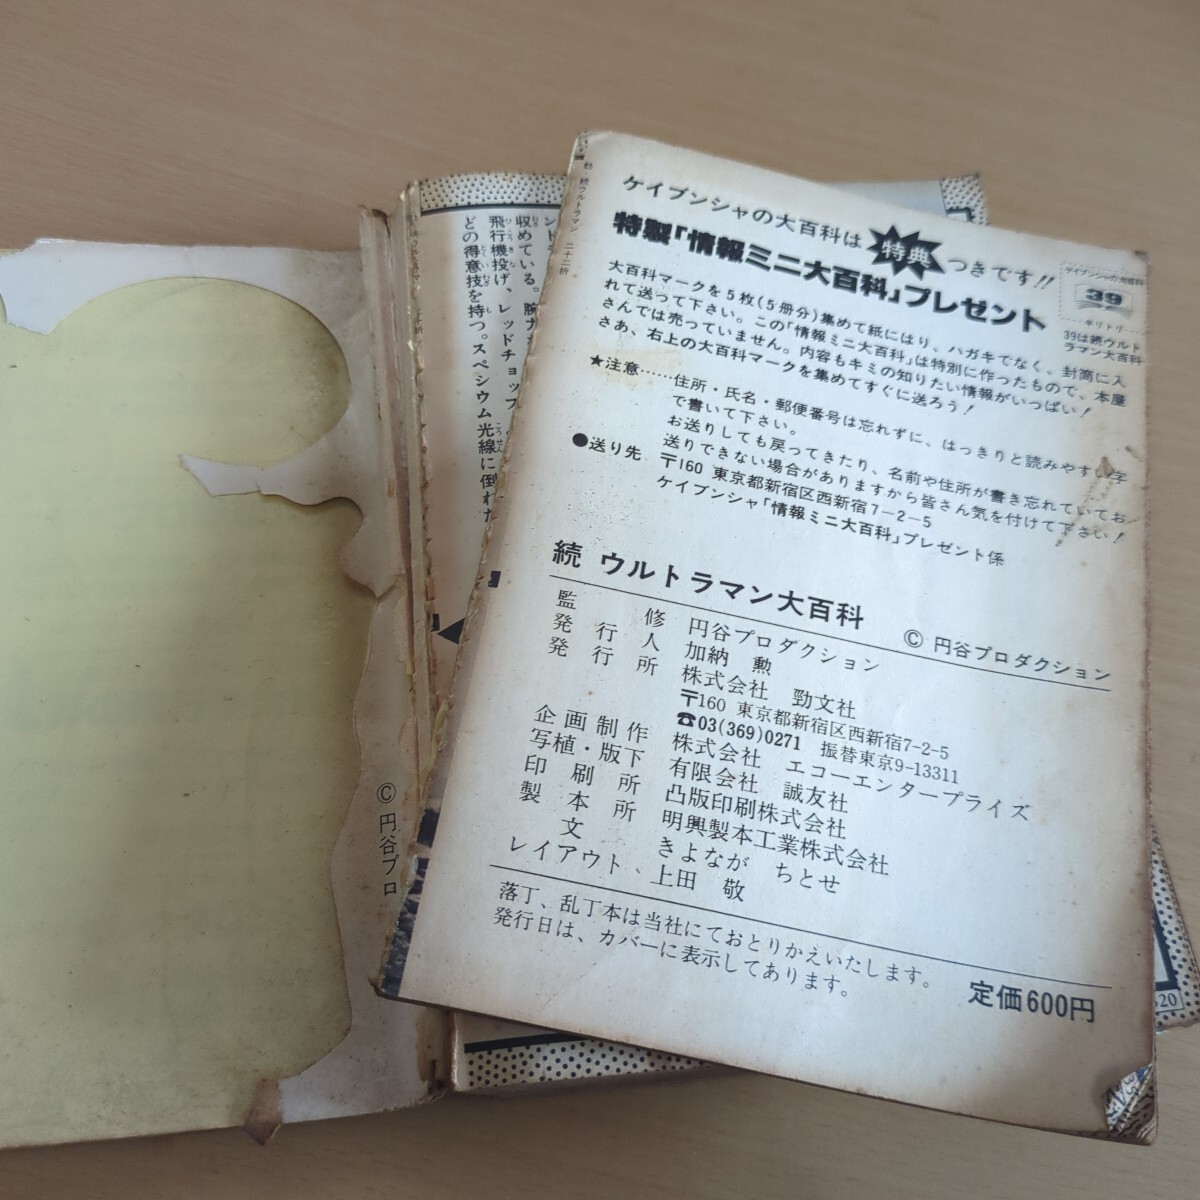 ケイブンシャの大百科は特典つきです!!
特製「情報ミニ大百科」プレゼント
ケイブンシャの大百科
39
キリトリ
39は続ウルト
ラマン大百科
大百科マークを5枚(5冊分)集めて紙にはり、ハガキでなく、封筒に入
れて送って下さい。この「情報ミニ大百科」は特別に作ったもので、本屋
さんでは売っていません。内容もキミの知りたい情報がいっぱい!
さあ、右上の大百科マークを集めてすぐに送ろう!
★注意……住所・氏名・郵便番号は忘れずに、はっきりと読みやすい字
で書いて下さい。
お送りしても戻ってきたり、名前や住所が書き忘れていてお
送りできない場合がありますから皆さん気を付けて下さい!
●送り先 〒160 東京都新宿区西新宿7-2-5
ケイブンシャ「情報ミニ大百科」プレゼント係
続 ウルトラマン大百科 © 円谷プロダクション
監修 円谷プロダクション
発行人 加納 勲
発行所 株式会社 勁文社
〒160 東京都新宿区西新宿7-2-5
☎03(369)0271 振替東京9-13311
企画制作 株式会社 エコーエンタープライズ
写植・版下 有限会社 誠友社
印刷所 凸版印刷株式会社
製本所 明興製本工業株式会社
文 きよなが ちとせ
レイアウト、上田 敬
落丁、乱丁本は当社にておとりかえいたします。
発行日は、カバーに表示してあります。
定価600円
続ウルトラマン 二十二折
収めている。腕力
飛行機投げ、レッドチョップ
どの得意技を持つ。スペシウム光線に倒れた
© 円谷プロ
20